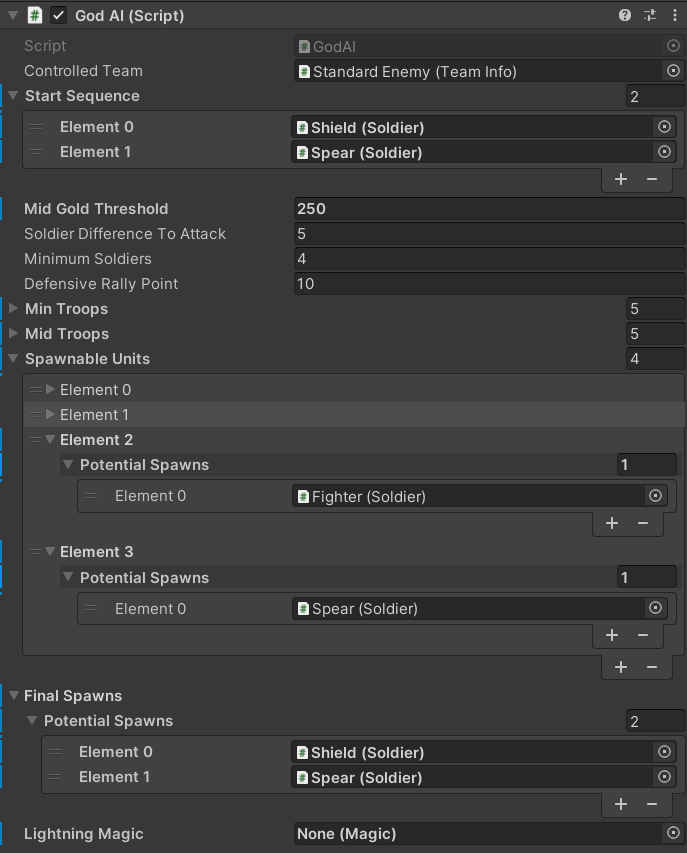 God AI (Script)
Script GodAI
Controlled Team Standard Enemy (Team Info)
Start Sequence 2
Element 0 Shield (Soldier)
Element 1 Spear (Soldier)
+ −
Mid Gold Threshold 250
Soldier Difference To Attack 5
Minimum Soldiers 4
Defensive Rally Point 10
Min Troops 5
Mid Troops 5
Spawnable Units 4
Element 0
Element 1
Element 2
Potential Spawns 1
Element 0 Fighter (Soldier)
+ −
Element 3
Potential Spawns 1
Element 0 Spear (Soldier)
+ −
+ −
Final Spawns
Potential Spawns 2
Element 0 Shield (Soldier)
Element 1 Spear (Soldier)
+ −
Lightning Magic None (Magic)